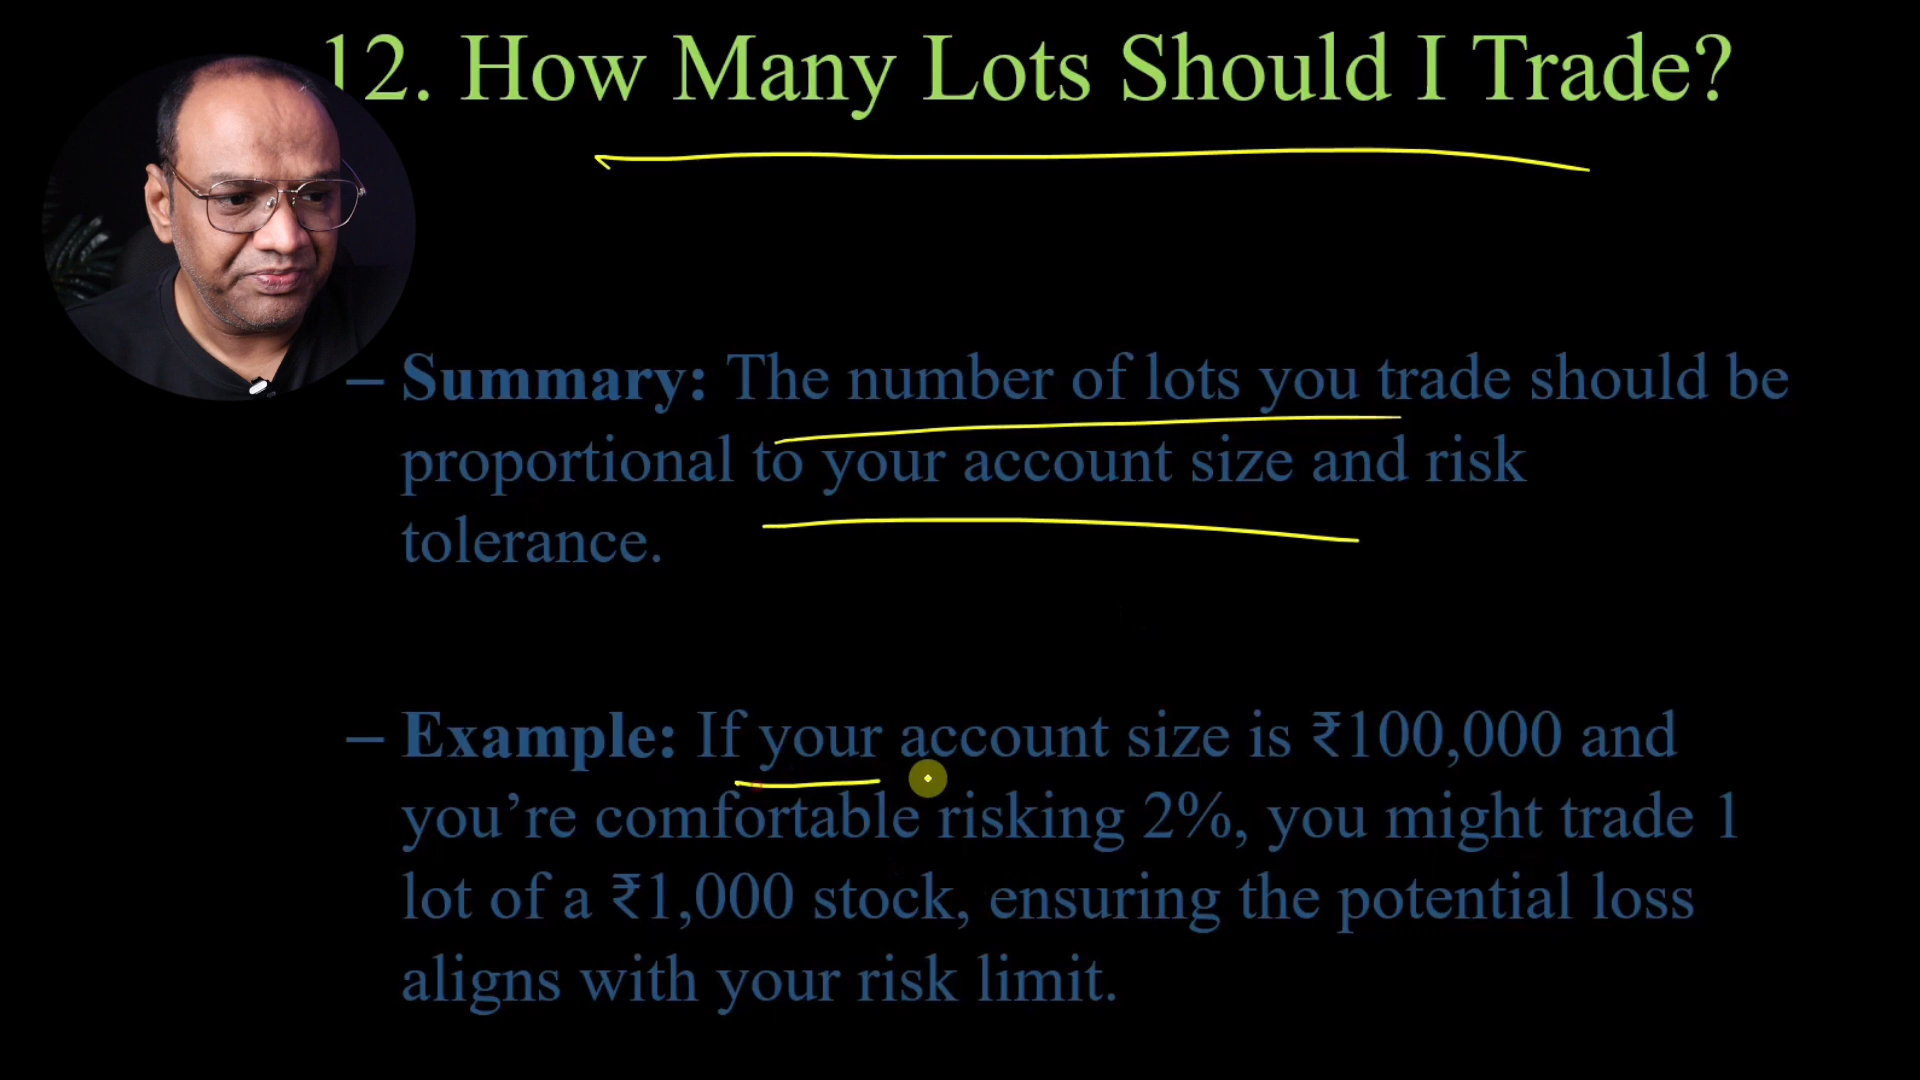 12. How Many Lots Should I Trade?
– Summary: The number of lots you trade should be
proportional to your account size and risk
tolerance.
– Example: If your account size is ₹100,000 and
you’re comfortable risking 2%, you might trade 1
lot of a ₹1,000 stock, ensuring the potential loss
aligns with your risk limit.